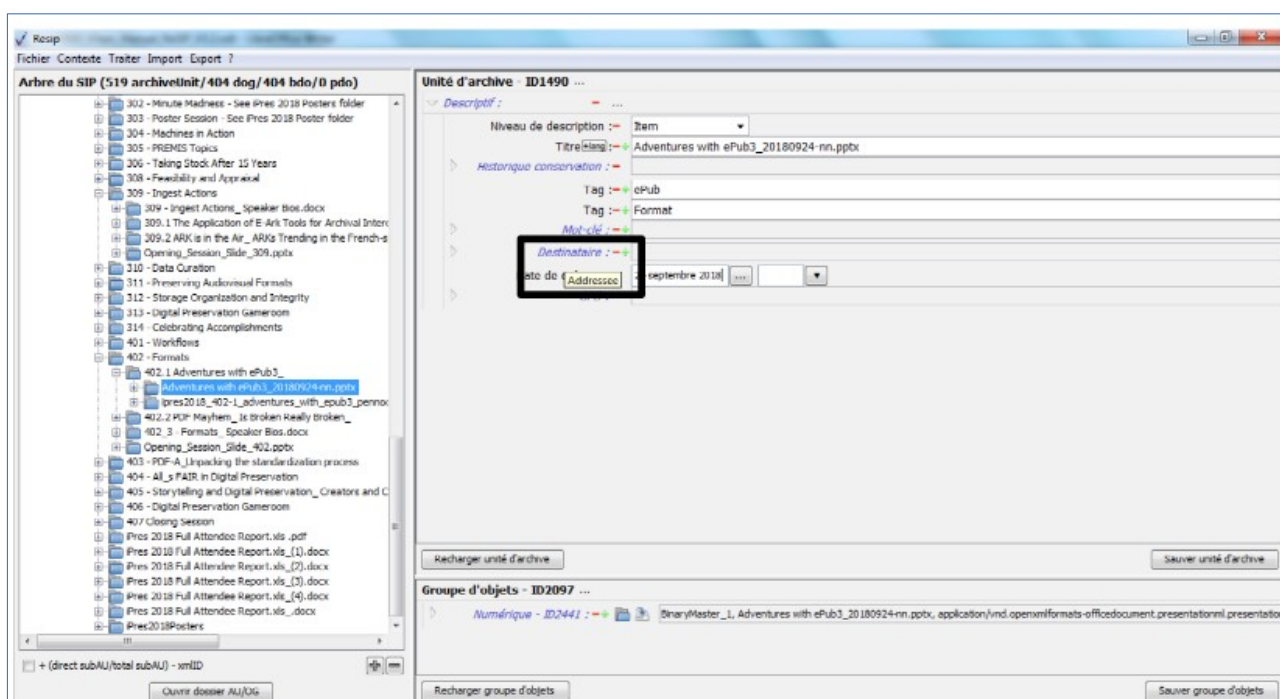 Resip
Fichier Contexte Traiter Import Export ?
Arbre du SIP (519 archiveUnit/404 dog/404 bdo/0 pdo)
302 - Minute Madness - See iPres 2018 Posters folder
303 - Poster Session - See iPres 2018 Poster folder
304 - Machines in Action
305 - PREMIS Topics
306 - Taking Stock After 15 Years
308 - Feasibility and Appraisal
309 - Ingest Actions
309 - Ingest Actions_ Speaker Bios.docx
309.1 The Application of E-Ark Tools for Archival Interc
309.2 ARK is in the Air_ ARKs Trending in the French-s
Opening_Session_Slide_309.pptx
310 - Data Curation
311 - Preserving Audiovisual Formats
312 - Storage Organization and Integrity
313 - Digital Preservation Gameroom
314 - Celebrating Accomplishments
401 - Workflows
402 - Formats
402.1 Adventures with ePub3_
Adventures with ePub3_20180924-nn.pptx
ipres2018_402-1_adventures_with_epub3_pennoc
402.2 PDF Mayhem_ Is Broken Really Broken_
402_3 - Formats_ Speaker Bios.docx
Opening_Session_Slide_402.pptx
403 - PDF-A_Unpacking the standardization process
404 - All_s FAIR in Digital Preservation
405 - Storytelling and Digital Preservation_ Creators and C
406 - Digital Preservation Gameroom
407 Closing Session
iPres 2018 Full Attendee Report.xls .pdf
iPres 2018 Full Attendee Report.xls_(1).docx
iPres 2018 Full Attendee Report.xls_(2).docx
iPres 2018 Full Attendee Report.xls_(3).docx
iPres 2018 Full Attendee Report.xls_(4).docx
iPres 2018 Full Attendee Report.xls_.docx
iPres2018Posters
+ (direct subAU/total subAU) - xmlID
Ouvrir dossier AU/OG
Unité d'archive - ID1490 ...
Descriptif : - ...
Niveau de description :- Item
Titre +lang :-+ Adventures with ePub3_20180924-nn.pptx
Historique conservation : -
Tag :-+ ePub
Tag :-+ Format
Mot-clé : -+
Destinataire : -+
ate de septembre 2018 ...
Addressee
Recharger unité d'archive
Sauver unité d'archive
Groupe d'objets - ID2097 ...
Numérique - ID2441 : -+ BinaryMaster_1, Adventures with ePub3_20180924-nn.pptx, application/vnd.openxmlformats-officedocument.presentationml.presentation
Recharger groupe d'objets
Sauver groupe d'objets